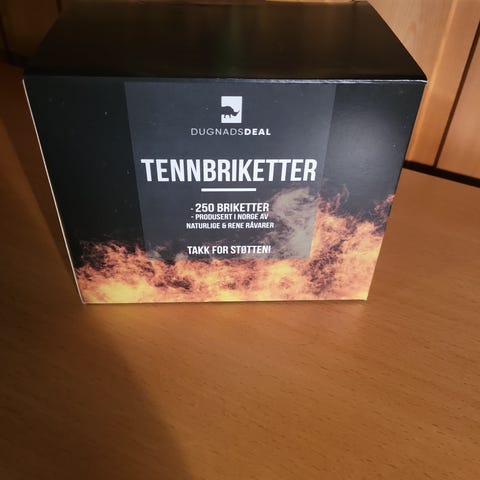 DUGNADSDEAL
TENNBRIKETTER
- 250 BRIKETTER
- PRODUSERT I NORGE AV
NATURLIGE & RENE RÅVARER
TAKK FOR STØTTEN!